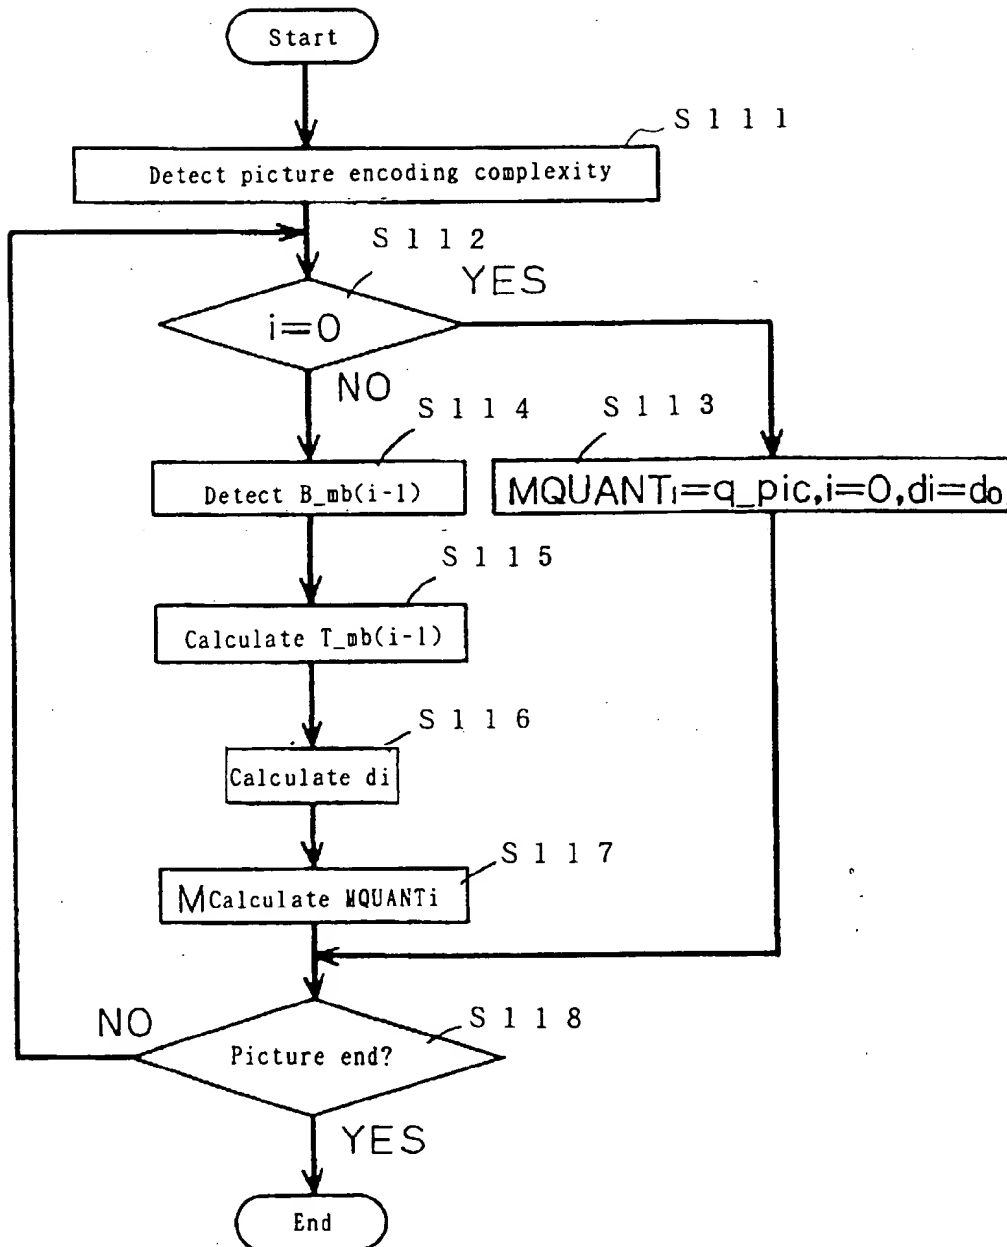 Start
S111
Detect picture encoding complexity
S112
YES
i=0
NO
S114
S113
Detect B_mb(i-1)
MQUANTi=q_pic,i=0,di=do
S115
Calculate T_mb(i-1)
S116
Calculate di
S117
MCalculate MQUANTi
NO
S118
Picture end?
YES
End